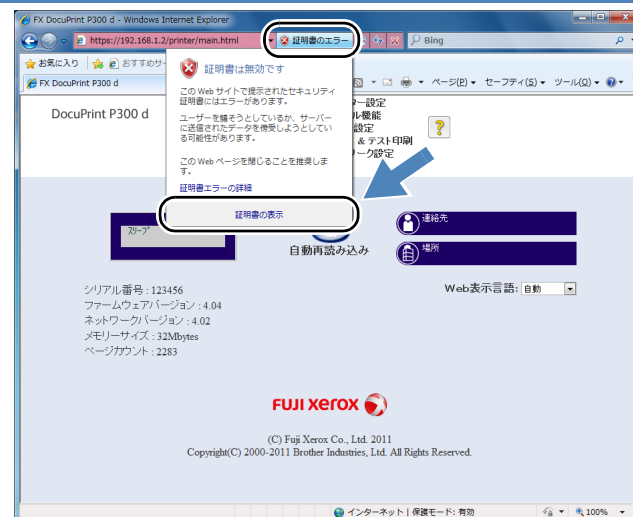 FX DocuPrint P300 d - Windows Internet Explorer
https://192.168.1.2/printer/main.html
証明書のエラー
Bing
お気に入り
おすすめサ
FX DocuPrint P300 d
ページ(P)
セーフティ(S)
ツール(O)
証明書は無効です
この Web サイトで提示されたセキュリティ
証明書にはエラーがあります。
ユーザーを騙そうとしているか、サーバー
に送信されたデータを傍受しようとしてい
る可能性があります。
この Web ページを閉じることを推奨しま
す。
証明書エラーの詳細
証明書の表示
DocuPrint P300 d
ー設定
ル機能
設定
& テスト印刷
ーク設定
スリープ
自動再読み込み
連絡先
場所
シリアル番号 : 123456
ファームウェアバージョン : 4.04
ネットワークバージョン : 4.02
メモリーサイズ : 32Mbytes
ページカウント : 2283
Web表示言語: 自動
FUJI xerox
(C) Fuji Xerox Co., Ltd. 2011
Copyright(C) 2000-2011 Brother Industries, Ltd. All Rights Reserved.
インターネット | 保護モード: 有効
100%